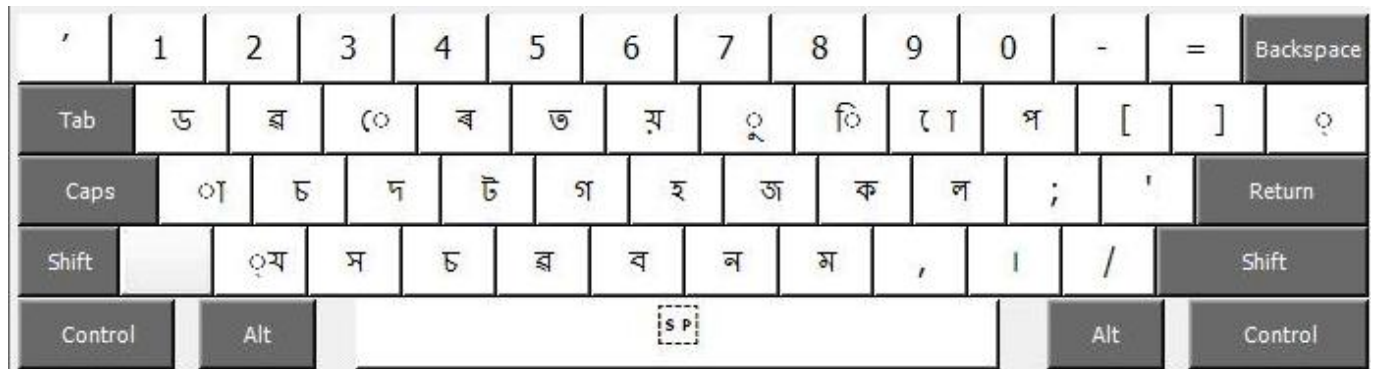 ′ 1 2 3 4 5 6 7 8 9 0 - = Backspace
Tab ড ৱ ে ৰ ত য় ু ি ো প [ ] ়
Caps া চ দ ট গ হ জ ক ল ; ' Return
Shift ্য স চ ৱ ব ন ম , । / Shift
Control Alt SP Alt Control